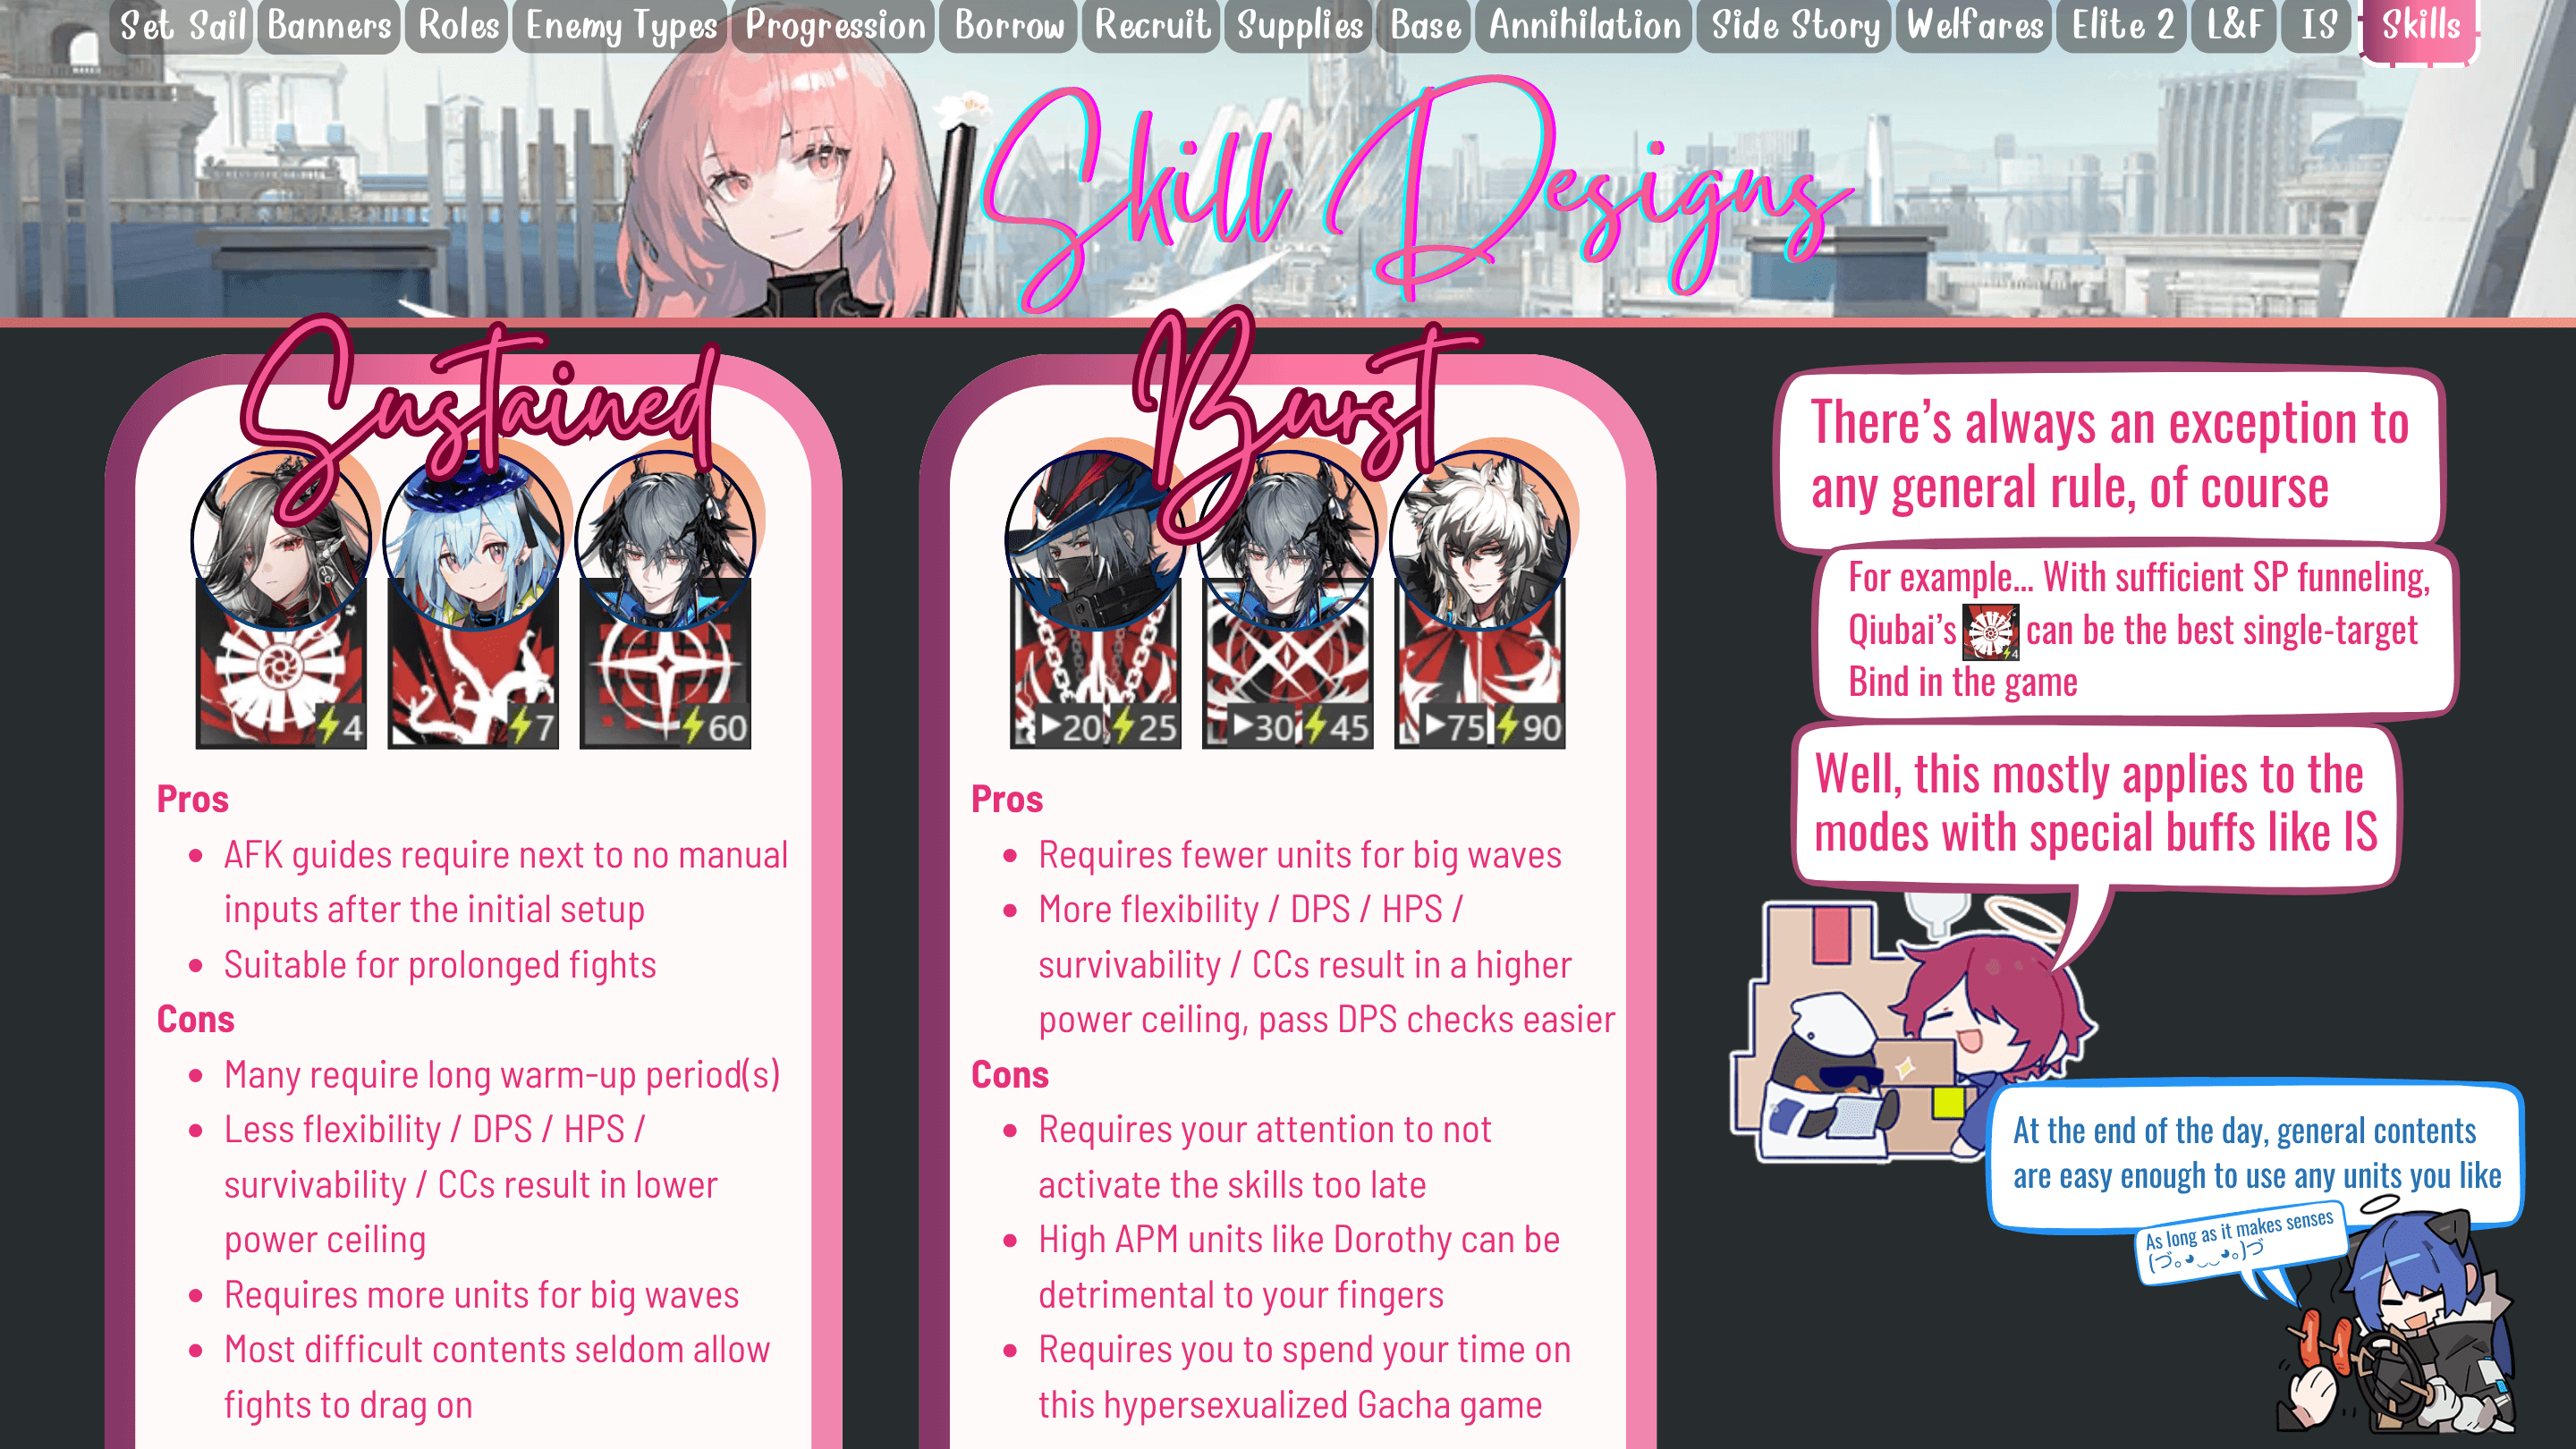 Set Sail Banners Roles Enemy Types Progression Borrow Recruit Supplies Base Annihilation Side Story Welfares Elite 2 L&F IS Skills
Skill Designs
Sustained
4
7
60
Pros
• AFK guides require next to no manual
inputs after the initial setup
• Suitable for prolonged fights
Cons
• Many require long warm-up period(s)
• Less flexibility / DPS / HPS /
survivability / CCs result in lower
power ceiling
• Requires more units for big waves
• Most difficult contents seldom allow
fights to drag on
Burst
20 25
30 45
75 90
Pros
• Requires fewer units for big waves
• More flexibility / DPS / HPS /
survivability / CCs result in a higher
power ceiling, pass DPS checks easier
Cons
• Requires your attention to not
activate the skills too late
• High APM units like Dorothy can be
detrimental to your fingers
• Requires you to spend your time on
this hypersexualized Gacha game
There's always an exception to
any general rule, of course
For example... With sufficient SP funneling,
Qiubai's 4 can be the best single-target
Bind in the game
Well, this mostly applies to the
modes with special buffs like IS
At the end of the day, general contents
are easy enough to use any units you like
As long as it makes senses
(づ｡◕‿‿◕｡)づ